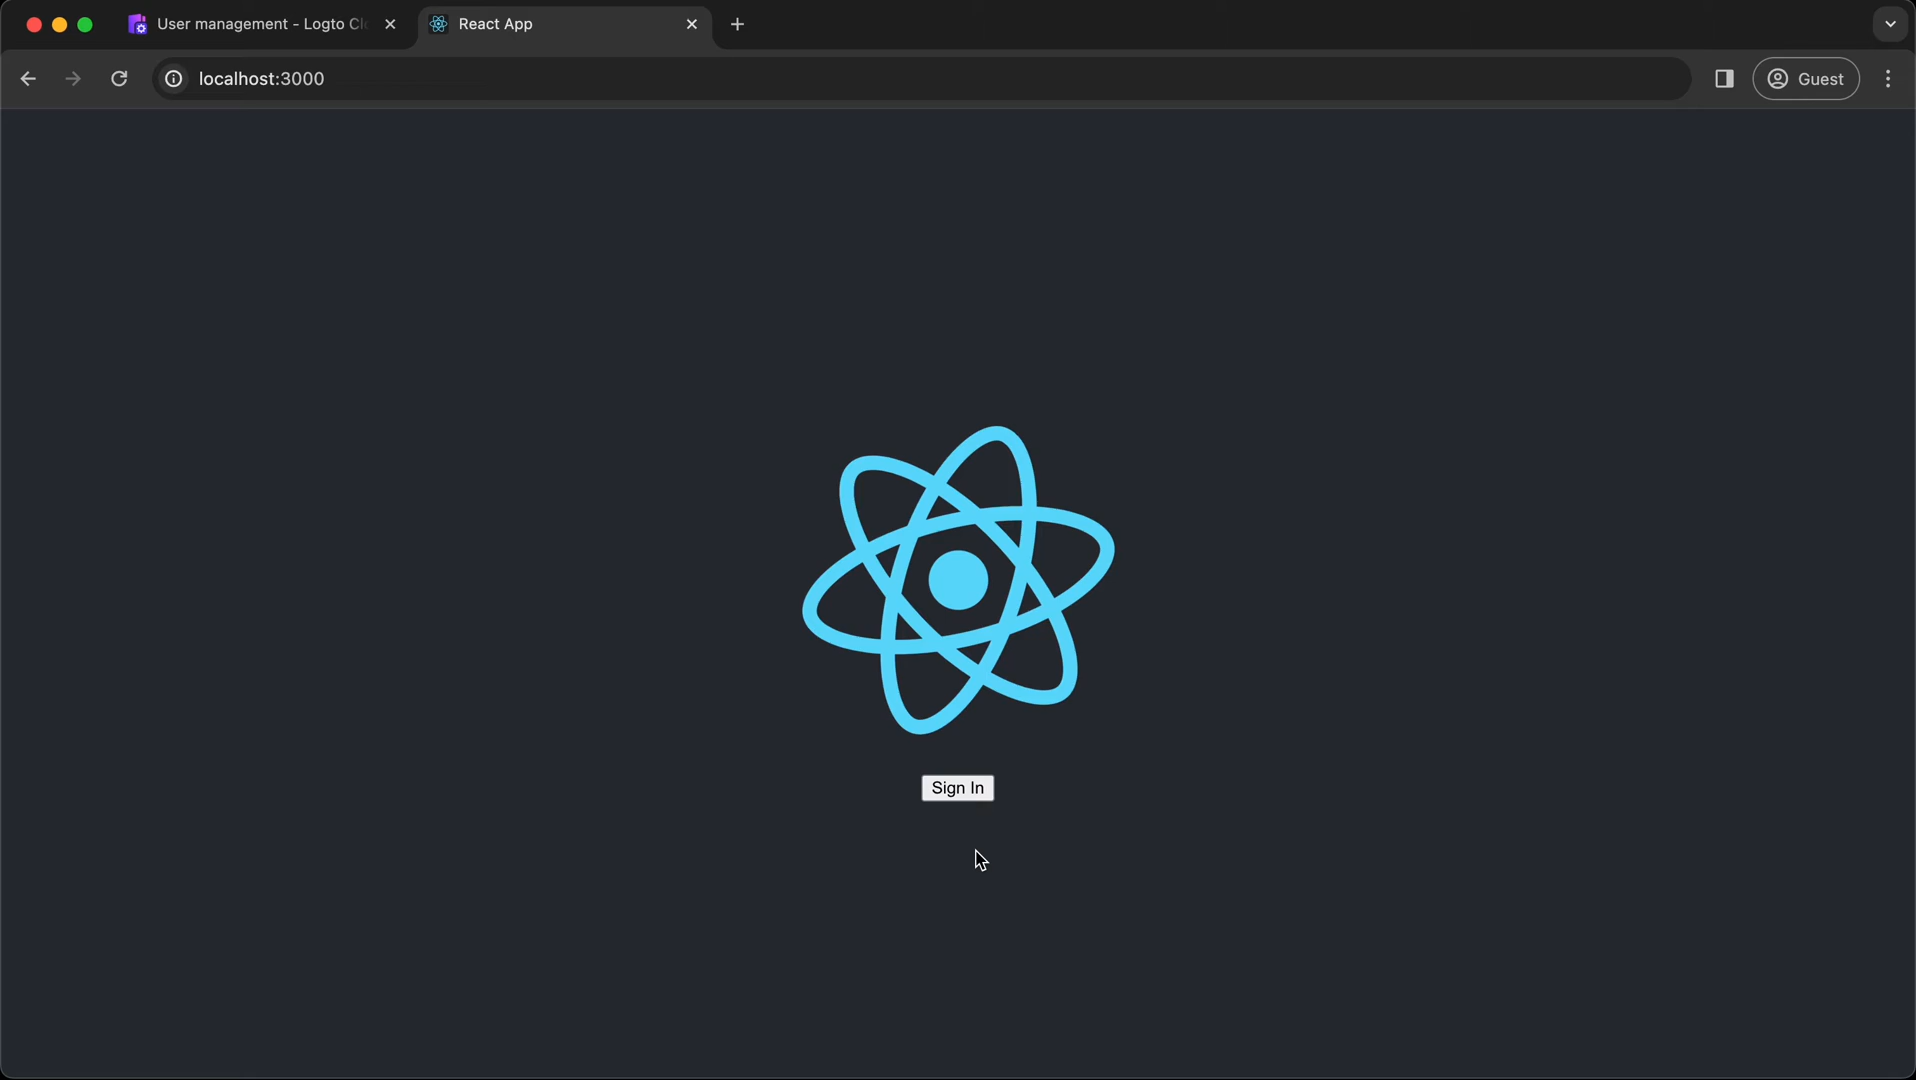 User management - Logto Cl
React App
localhost:3000
Guest
Sign In